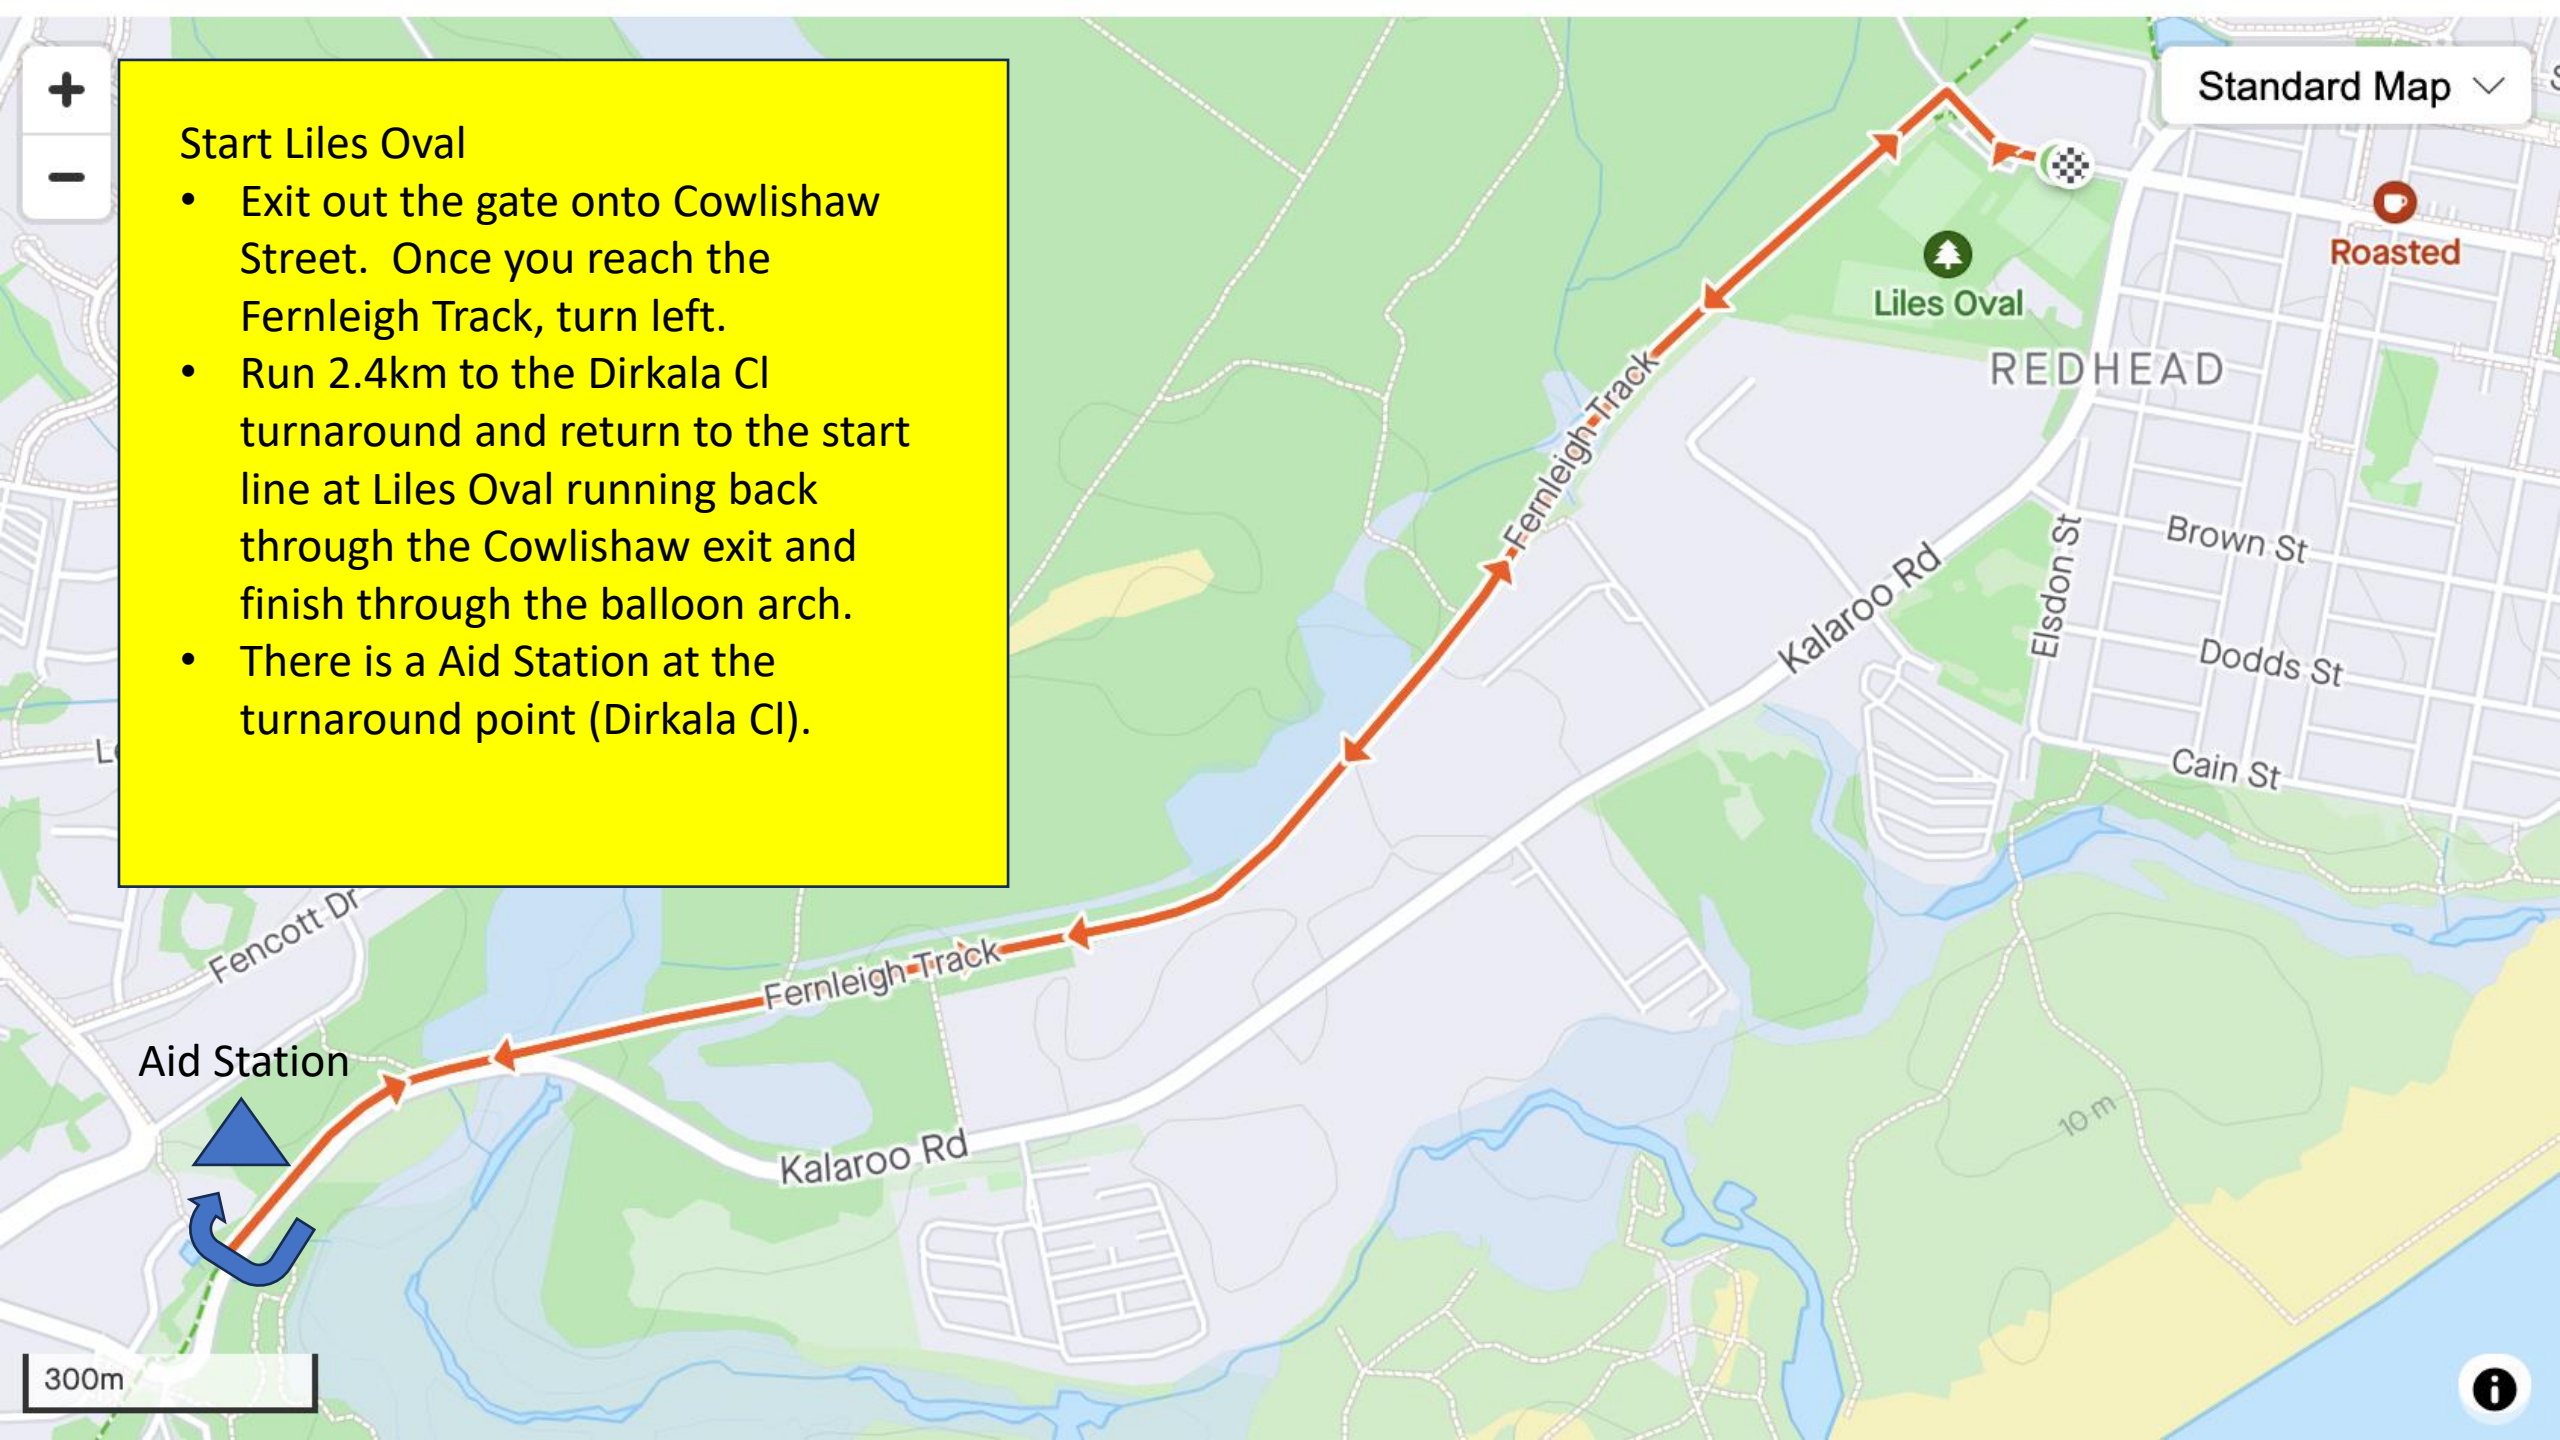 Standard Map
Start Liles Oval
• Exit out the gate onto Cowlishaw
Street.  Once you reach the
Fernleigh Track, turn left.
• Run 2.4km to the Dirkala Cl
turnaround and return to the start
line at Liles Oval running back
through the Cowlishaw exit and
finish through the balloon arch.
• There is a Aid Station at the
turnaround point (Dirkala Cl).
Roasted
Liles Oval
REDHEAD
Fernleigh Track
Brown St
Elsdon St
Kalaroo Rd
Dodds St
Cain St
Fencott Dr
Fernleigh Track
Aid Station
10 m
Kalaroo Rd
300m